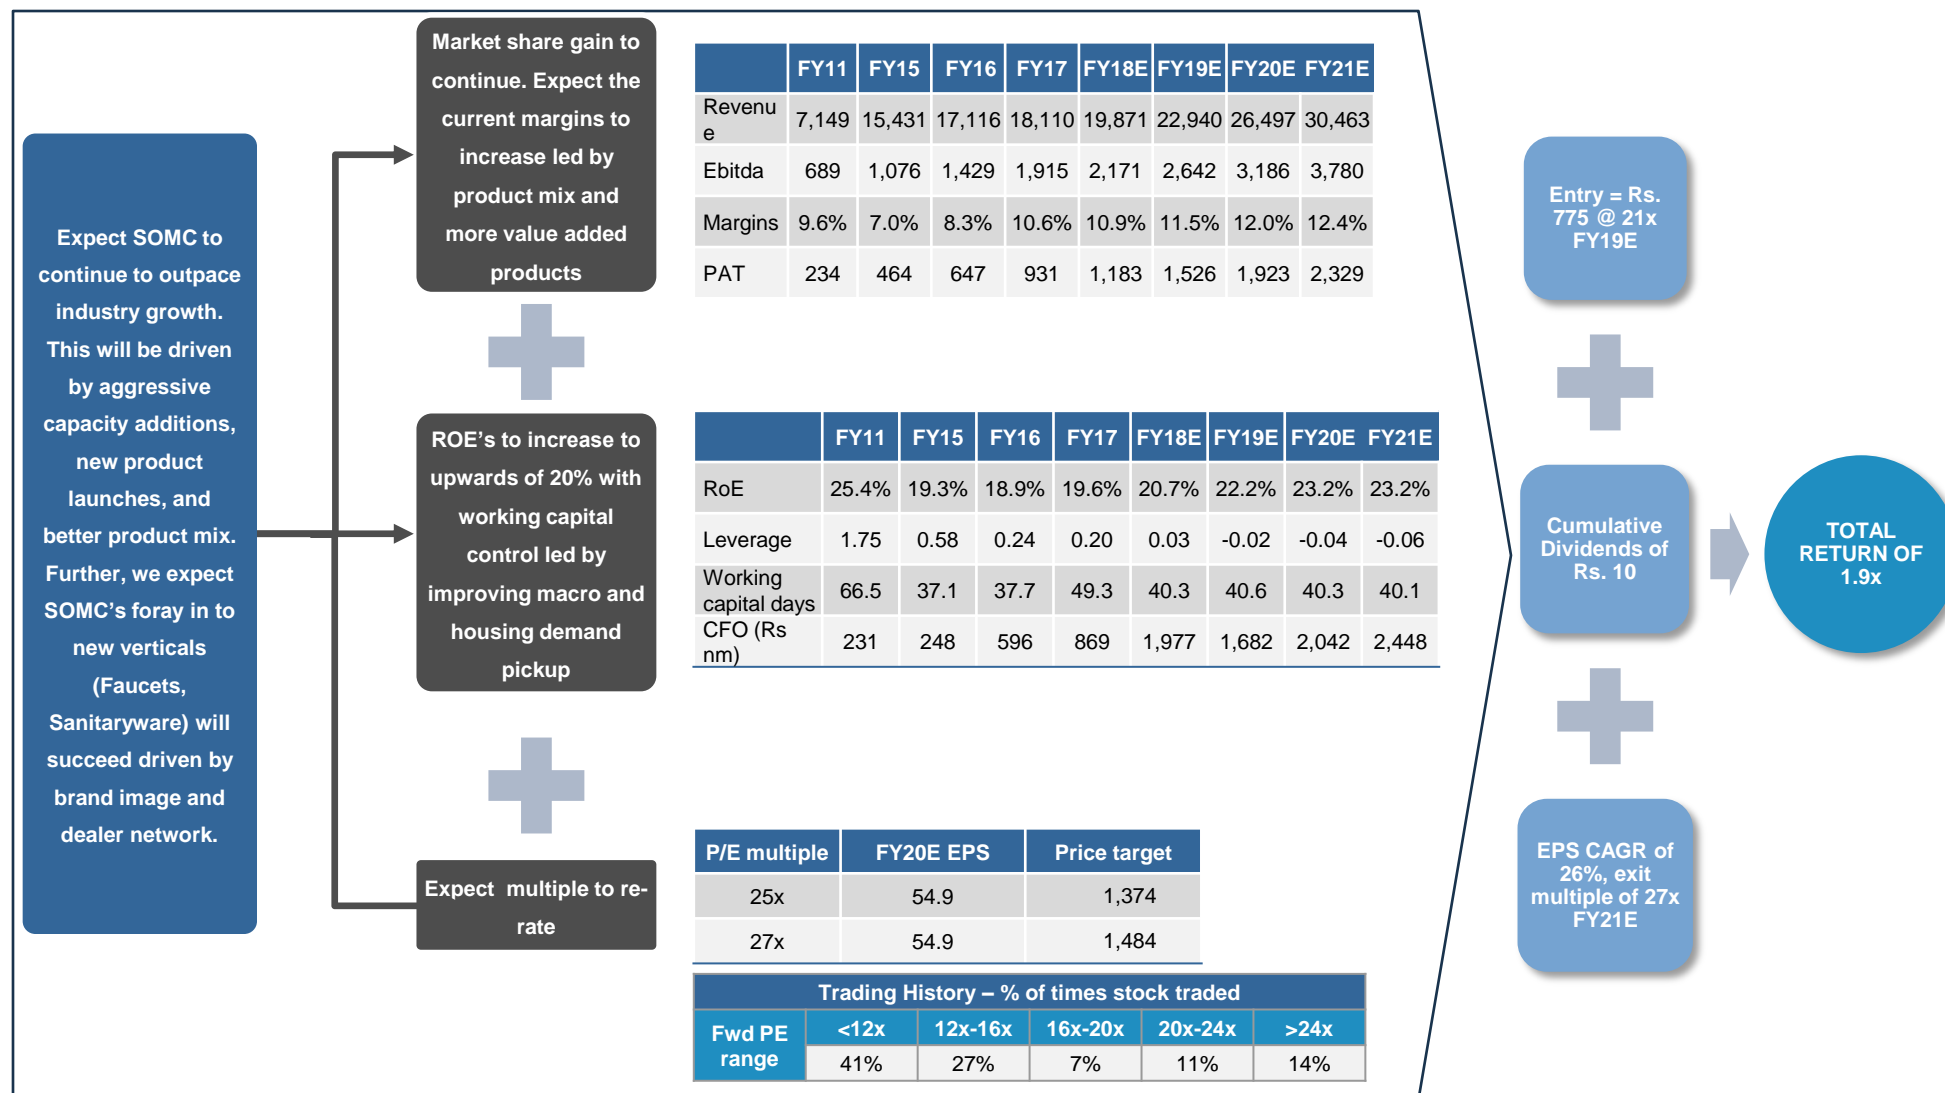 Expect SOMC to
continue to outpace
industry growth.
This will be driven
by aggressive
capacity additions,
new product
launches, and
better product mix.
Further, we expect
SOMC's foray in to
new verticals
(Faucets,
Sanitaryware) will
succeed driven by
brand image and
dealer network.
Market share gain to
continue. Expect the
current margins to
increase led by
product mix and
more value added
products
FY11 FY15 FY16 FY17 FY18E FY19E FY20E FY21E
Revenu
e 7,149 15,431 17,116 18,110 19,871 22,940 26,497 30,463
Ebitda 689 1,076 1,429 1,915 2,171 2,642 3,186 3,780
Margins 9.6% 7.0% 8.3% 10.6% 10.9% 11.5% 12.0% 12.4%
PAT 234 464 647 931 1,183 1,526 1,923 2,329
ROE's to increase to
upwards of 20% with
working capital
control led by
improving macro and
housing demand
pickup
FY11 FY15 FY16 FY17 FY18E FY19E FY20E FY21E
RoE 25.4% 19.3% 18.9% 19.6% 20.7% 22.2% 23.2% 23.2%
Leverage 1.75 0.58 0.24 0.20 0.03 -0.02 -0.04 -0.06
Working
capital days 66.5 37.1 37.7 49.3 40.3 40.6 40.3 40.1
CFO (Rs
nm) 231 248 596 869 1,977 1,682 2,042 2,448
Expect  multiple to re-
rate
P/E multiple FY20E EPS Price target
25x 54.9 1,374
27x 54.9 1,484
Trading History – % of times stock traded
Fwd PE
range <12x 12x-16x 16x-20x 20x-24x >24x
41% 27% 7% 11% 14%
Entry = Rs.
775 @ 21x
FY19E
Cumulative
Dividends of
Rs. 10
EPS CAGR of
26%, exit
multiple of 27x
FY21E
TOTAL
RETURN OF
1.9x